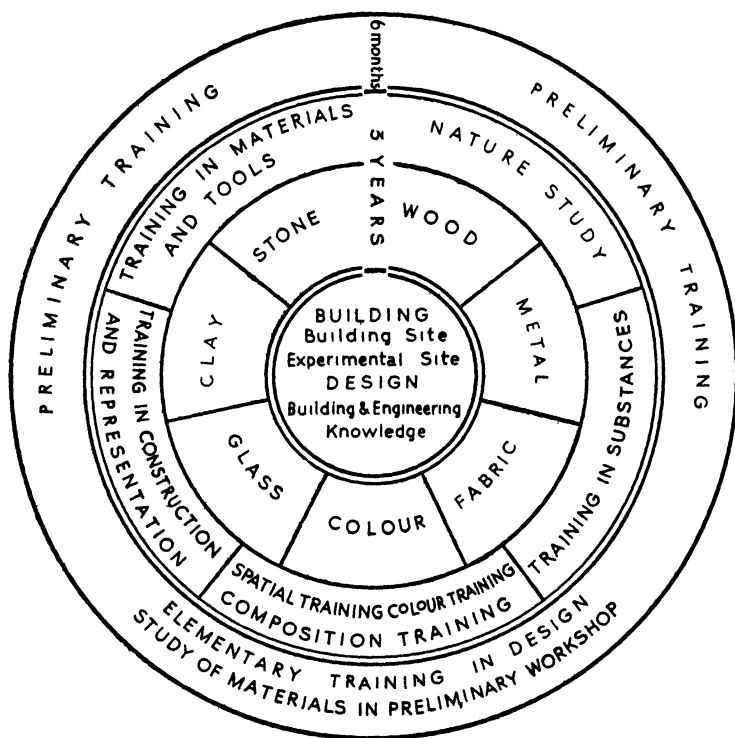 6 months
PRELIMINARY TRAINING
PRELIMINARY TRAINING
ELEMENTARY TRAINING IN DESIGN
STUDY OF MATERIALS IN PRELIMINARY WORKSHOP
3 YEARS
TRAINING IN MATERIALS
AND TOOLS
NATURE STUDY
TRAINING IN SUBSTANCES
SPATIAL TRAINING COLOUR TRAINING
COMPOSITION TRAINING
TRAINING IN CONSTRUCTION
AND REPRESENTATION
STONE
WOOD
METAL
FABRIC
COLOUR
GLASS
CLAY
BUILDING
Building Site
Experimental Site
DESIGN
Building & Engineering
Knowledge